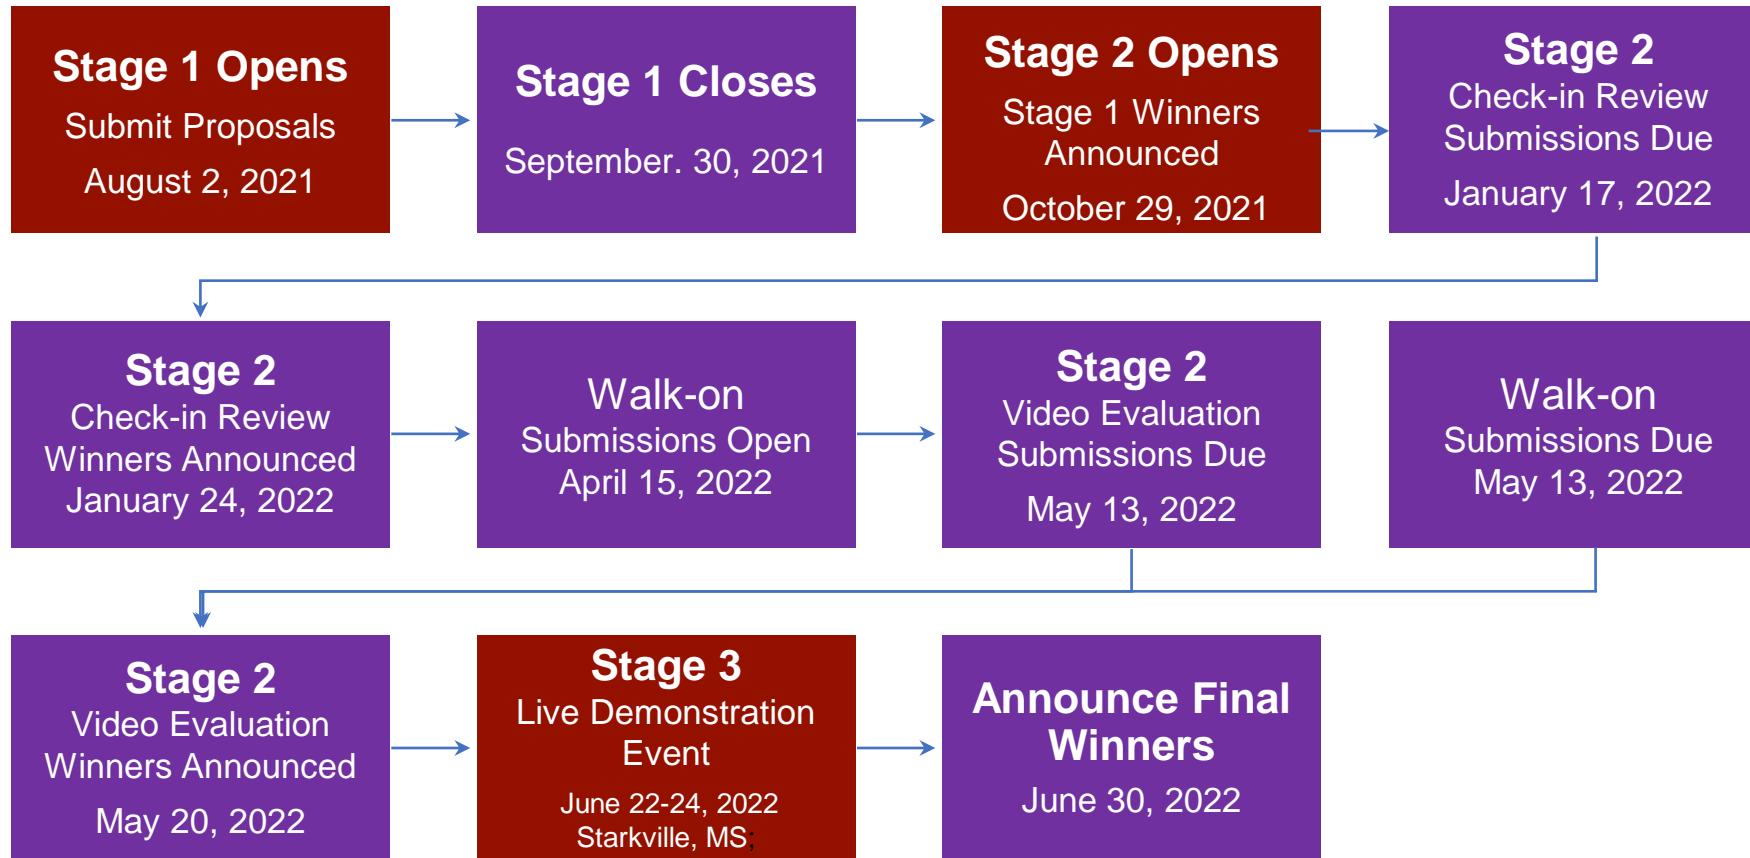 Stage 1 Opens
Submit Proposals
August 2, 2021
Stage 1 Closes
September. 30, 2021
Stage 2 Opens
Stage 1 Winners
Announced
October 29, 2021
Stage 2
Check-in Review
Submissions Due
January 17, 2022
Stage 2
Check-in Review
Winners Announced
January 24, 2022
Walk-on
Submissions Open
April 15, 2022
Stage 2
Video Evaluation
Submissions Due
May 13, 2022
Walk-on
Submissions Due
May 13, 2022
Stage 2
Video Evaluation
Winners Announced
May 20, 2022
Stage 3
Live Demonstration
Event
June 22-24, 2022
Starkville, MS;
Announce Final
Winners
June 30, 2022